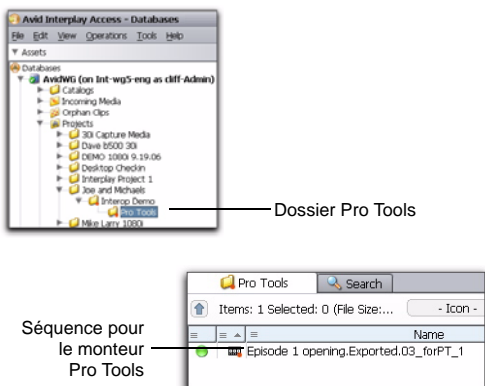 Avid Interplay Access - Databases
File Edit View Operations Tools Help
Assets
Databases
AvidWG (on Int-wg5-eng as cliff-Admin)
Catalogs
Incoming Media
Orphan Clips
Projects
30i Capture Media
Dave b500 30i
DEMO 1080i 9.19.06
Desktop Checkin
Interplay Project 1
Joe and Michaels
Interop Demo
Pro Tools
Mike Larry 1080i
Dossier Pro Tools
Pro Tools Search
Items: 1 Selected: 0 (File Size:... - Icon -
Name
Episode 1 opening.Exported.03_forPT_1
Séquence pour
le monteur
Pro Tools